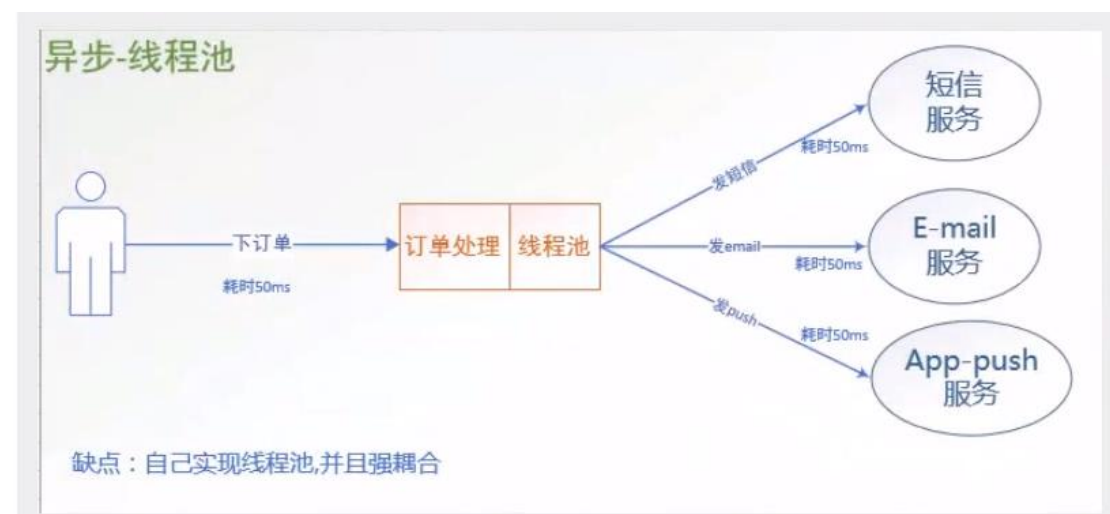 异步-线程池
短信
服务
耗时50ms
发短信
下订单
耗时50ms
订单处理
线程池
发email
耗时50ms
E-mail
服务
发push
耗时50ms
App-push
服务
缺点：自己实现线程池,并且强耦合